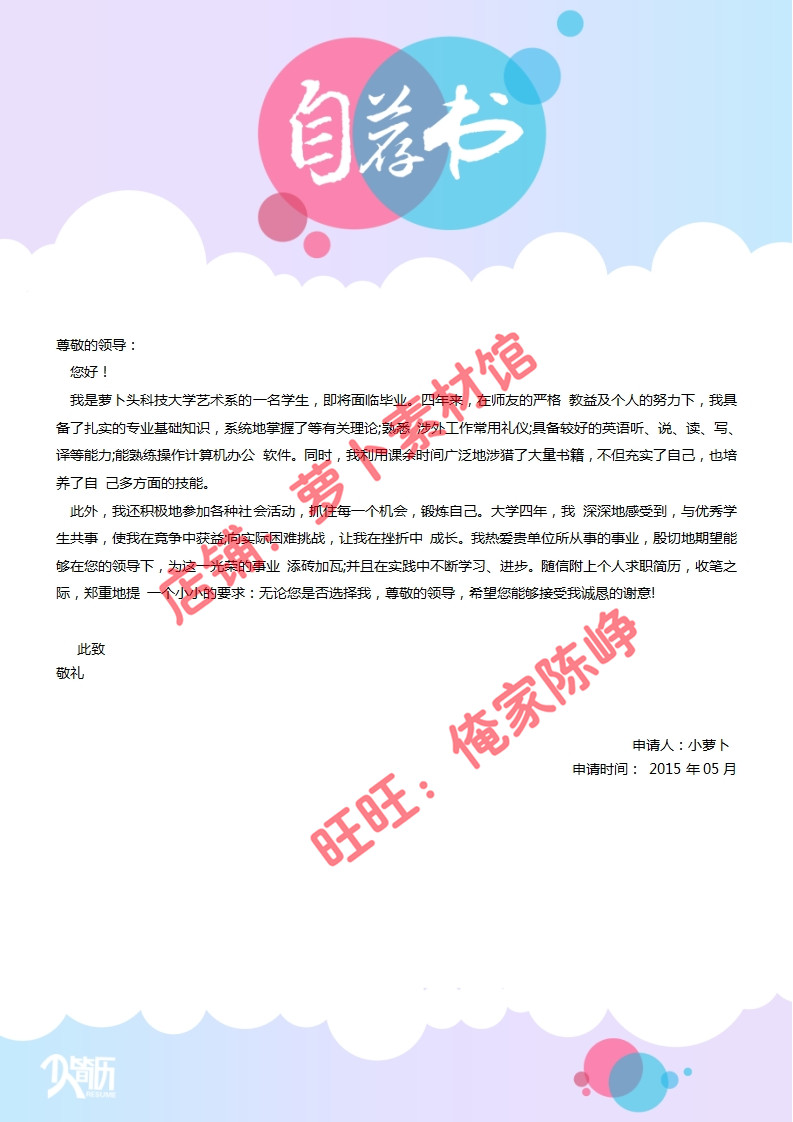 自荐书
尊敬的领导：
您好！
我是萝卜头科技大学艺术系的一名学生，即将面临毕业。四年来，在师友的严格 教益及个人的努力下，我具
备了扎实的专业基础知识，系统地掌握了等有关理论;熟悉 涉外工作常用礼仪;具备较好的英语听、说、读、写、
译等能力;能熟练操作计算机办公 软件。同时，我利用课余时间广泛地涉猎了大量书籍，不但充实了自己，也培
养了自 己多方面的技能。
此外，我还积极地参加各种社会活动，抓住每一个机会，锻炼自己。大学四年，我 深深地感受到，与优秀学
生共事，使我在竞争中获益;向实际困难挑战，让我在挫折中 成长。我热爱贵单位所从事的事业，殷切地期望能
够在您的领导下，为这一光荣的事业 添砖加瓦;并且在实践中不断学习、进步。随信附上个人求职简历，收笔之
际，郑重地提 一个小小的要求：无论您是否选择我，尊敬的领导，希望您能够接受我诚恳的谢意!
店铺：萝卜素材馆
此致
敬礼
旺旺：俺家陈峥
申请人：小萝卜
申请时间： 2015 年 05 月
简历
RESUME